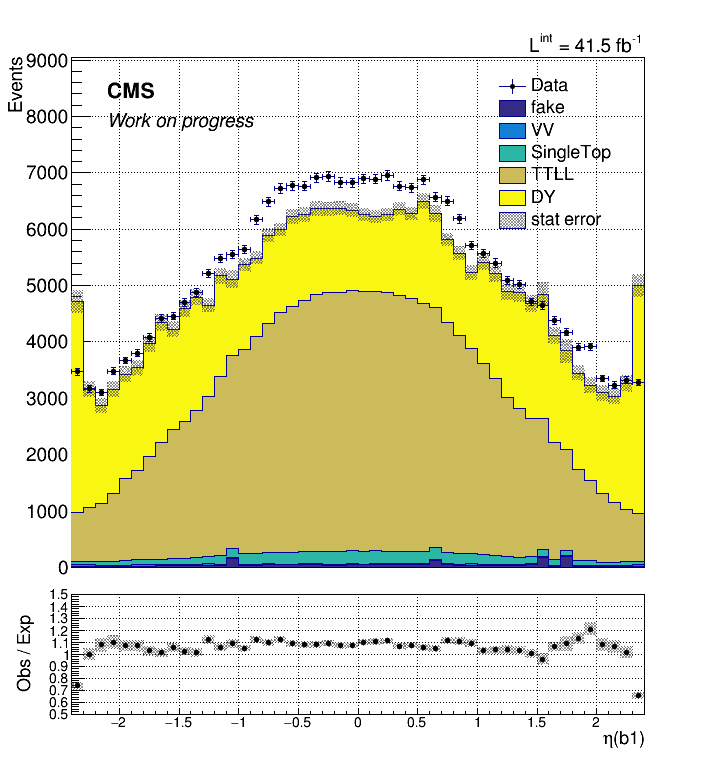 L^int = 41.5 fb^-1
Events
9000
8000
7000
6000
5000
4000
3000
2000
1000
0
CMS
Work on progress
Data
fake
VV
SingleTop
TTLL
DY
stat error
Obs / Exp
1.5
1.4
1.3
1.2
1.1
1
0.9
0.8
0.7
0.6
0.5
−2 −1.5 −1 −0.5 0 0.5 1 1.5 2
η(b1)